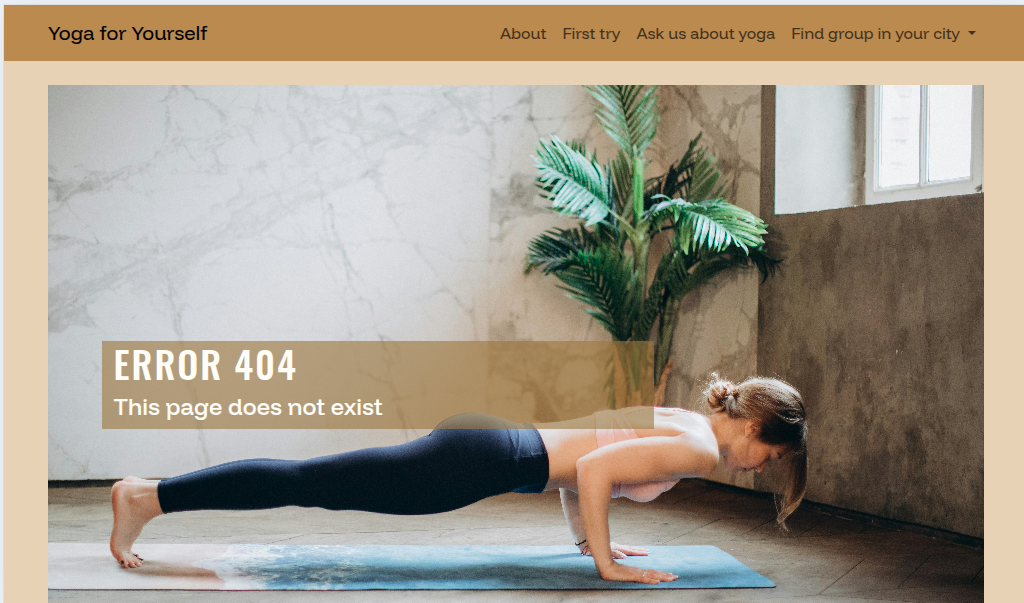 Yoga for Yourself
About First try Ask us about yoga Find group in your city
ERROR 404
This page does not exist